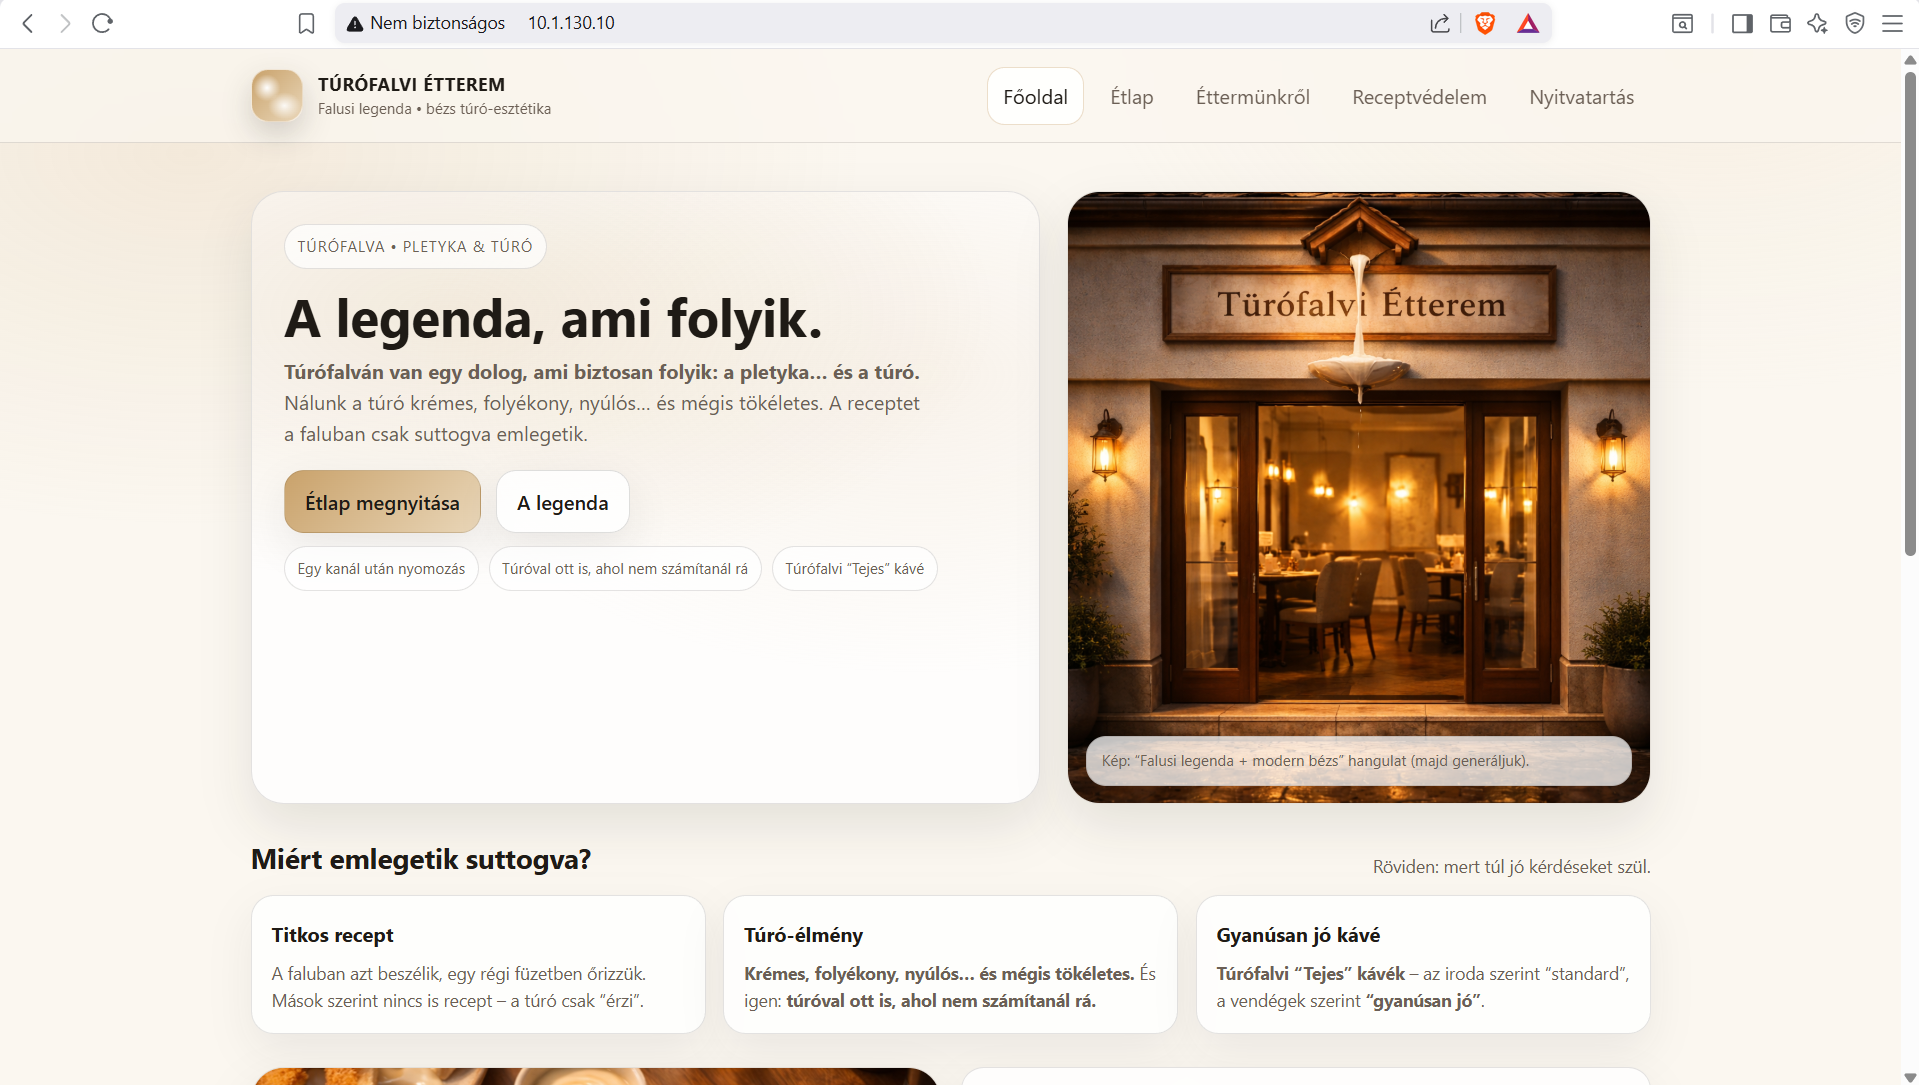 Nem biztonságos 10.1.130.10
TÚRÓFALVI ÉTTEREM
Falusi legenda • bézs túró-esztétika
Főoldal Étlap Éttermünkről Receptvédelem Nyitvatartás
TÚRÓFALVA • PLETYKA & TÚRÓ
A legenda, ami folyik.
Túrófalván van egy dolog, ami biztosan folyik: a pletyka... és a túró.
Nálunk a túró krémes, folyékony, nyúlós... és mégis tökéletes. A receptet
a faluban csak suttogva emlegetik.
Étlap megnyitása A legenda
Egy kanál után nyomozás Túróval ott is, ahol nem számítanál rá Túrófalvi “Tejes” kávé
Türófalvi Étterem
Kép: “Falusi legenda + modern bézs” hangulat (majd generáljuk).
Miért emlegetik suttogva?
Röviden: mert túl jó kérdéseket szül.
Titkos recept
A faluban azt beszélik, egy régi füzetben őrizzük.
Mások szerint nincs is recept – a túró csak “érzi”.
Túró-élmény
Krémes, folyékony, nyúlós... és mégis tökéletes. És
igen: túróval ott is, ahol nem számítanál rá.
Gyanúsan jó kávé
Túrófalvi “Tejes” kávék – az iroda szerint “standard”,
a vendégek szerint “gyanúsan jó”.